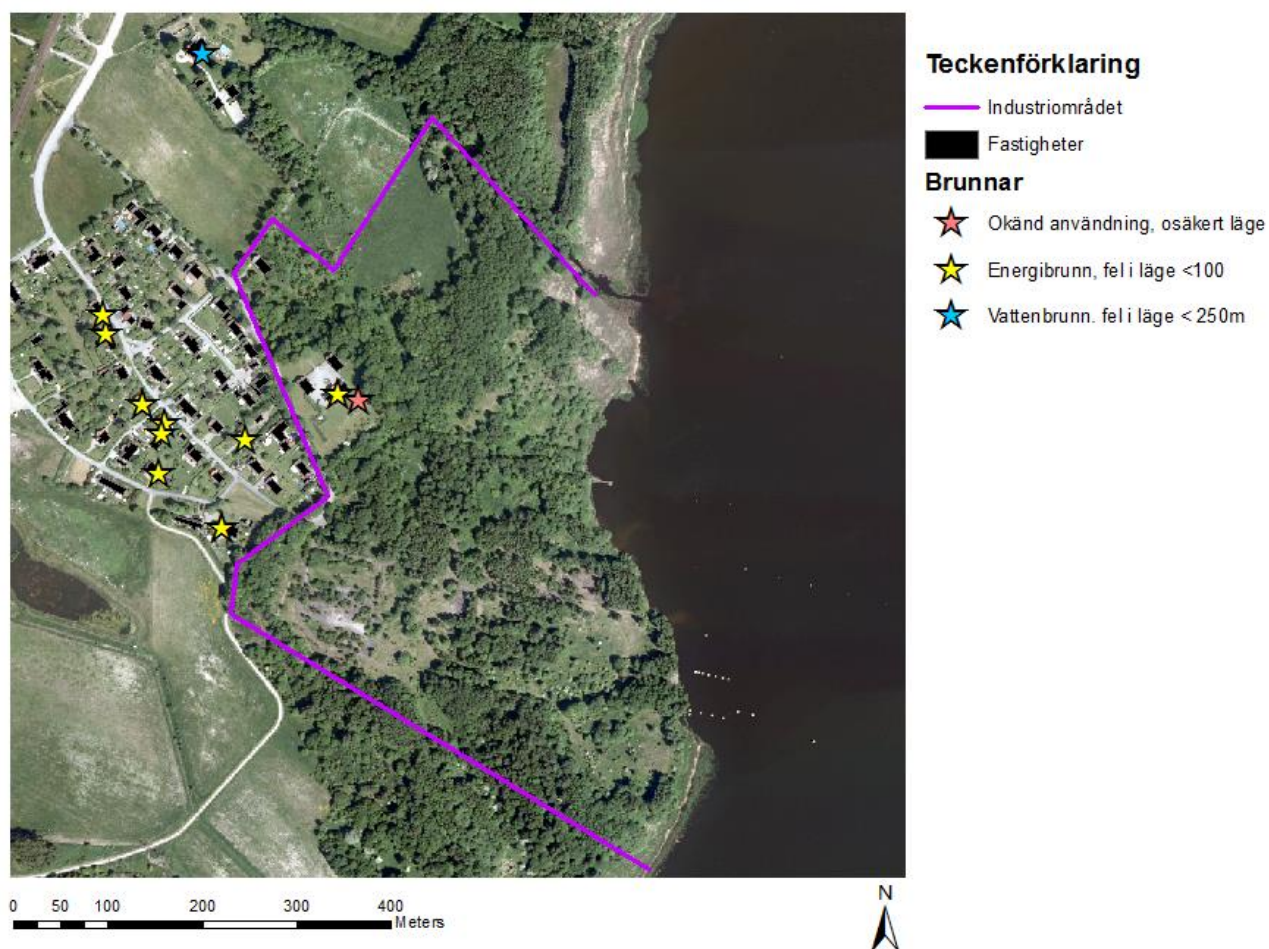 Teckenförklaring
Industriområdet
Fastigheter
Brunnar
Okänd användning, osäkert läge
Energibrunn, fel i läge <100
Vattenbrunn. fel i läge < 250m
0 50 100 200 300 400
Meters
N